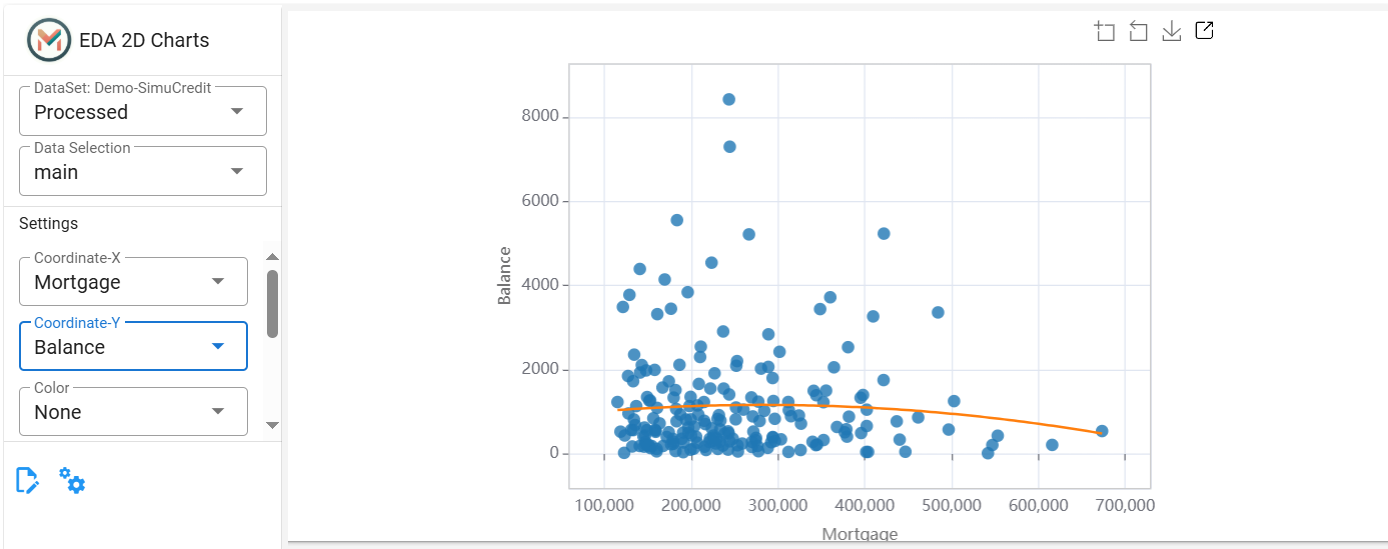 EDA 2D Charts
DataSet: Demo-SimuCredit
Processed
Data Selection
main
Settings
Coordinate-X
Mortgage
Coordinate-Y
Balance
Color
None
8000
6000
4000
2000
0
Balance
100,000 200,000 300,000 400,000 500,000 600,000 700,000
Mortgage